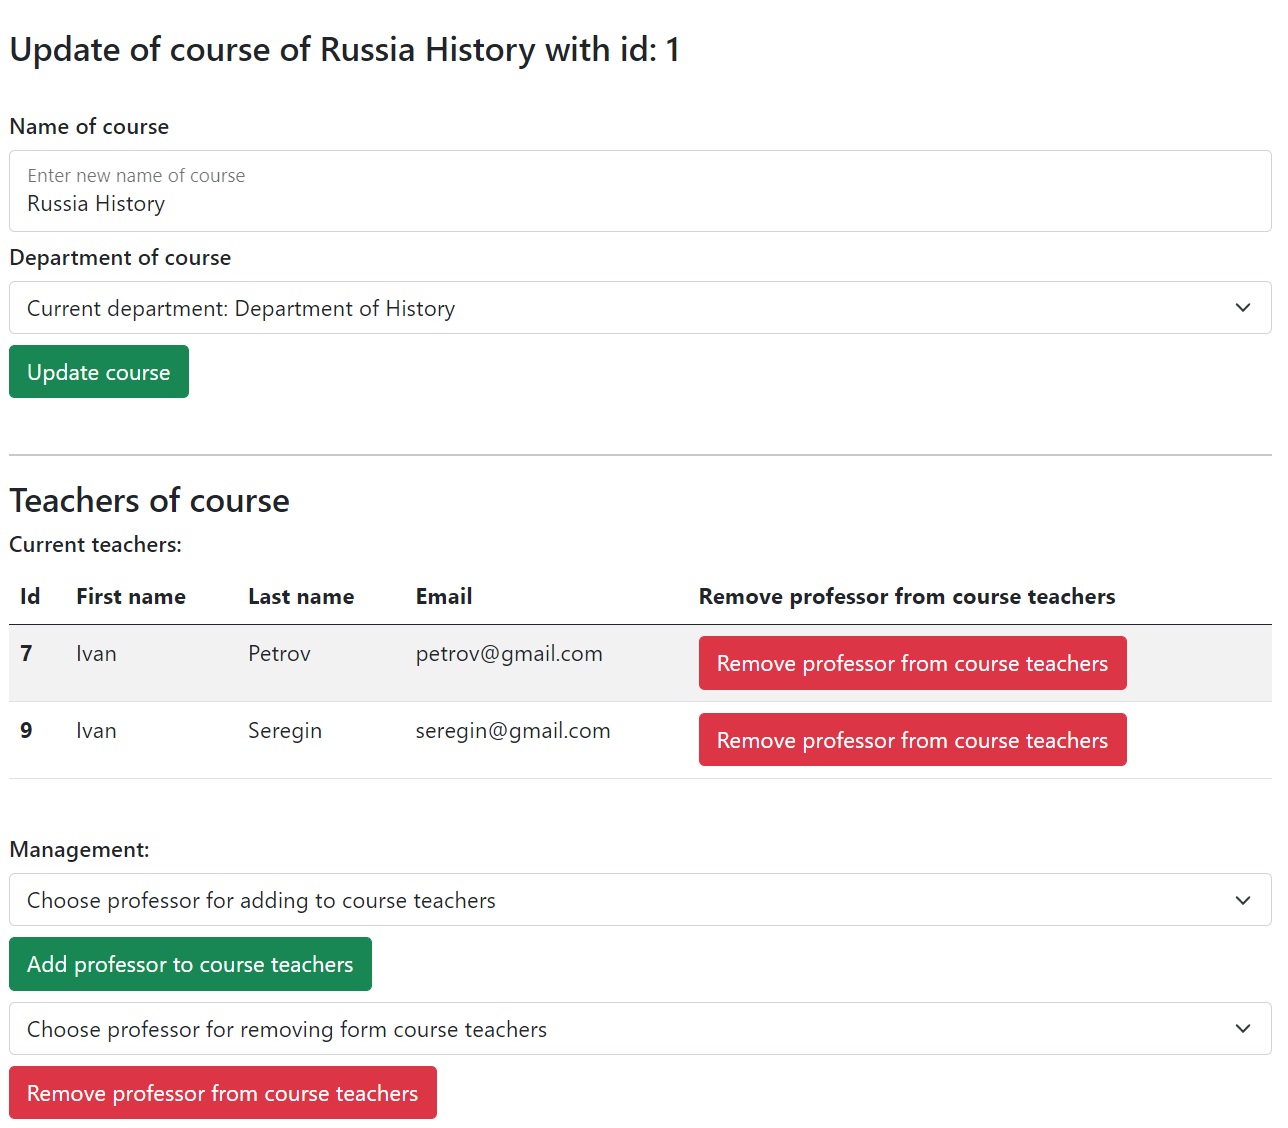 Update of course of Russia History with id: 1
Name of course
Enter new name of course
Russia History
Department of course
Current department: Department of History
Update course
Teachers of course
Current teachers:
Id First name Last name Email Remove professor from course teachers
7 Ivan Petrov petrov@gmail.com Remove professor from course teachers
9 Ivan Seregin seregin@gmail.com Remove professor from course teachers
Management:
Choose professor for adding to course teachers
Add professor to course teachers
Choose professor for removing form course teachers
Remove professor from course teachers